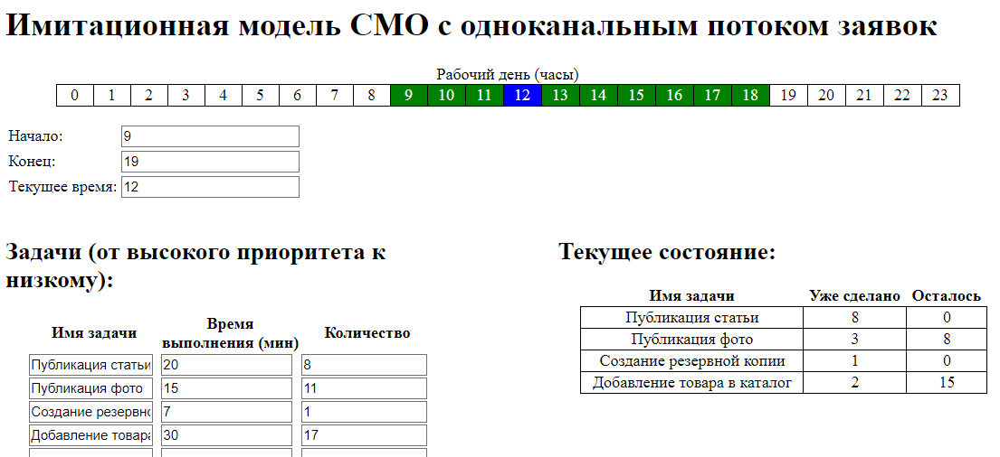 Имитационная модель СМО с одноканальным потоком заявок
Рабочий день (часы)
0 1 2 3 4 5 6 7 8 9 10 11 12 13 14 15 16 17 18 19 20 21 22 23
Начало: 9
Конец: 19
Текущее время: 12
Задачи (от высокого приоритета к
низкому):
Имя задачи Время
выполнения (мин) Количество
Публикация статьи 20 8
Публикация фото 15 11
Создание резервно 7 1
Добавление товара 30 17
Текущее состояние:
Имя задачи Уже сделано Осталось
Публикация статьи 8 0
Публикация фото 3 8
Создание резервной копии 1 0
Добавление товара в каталог 2 15